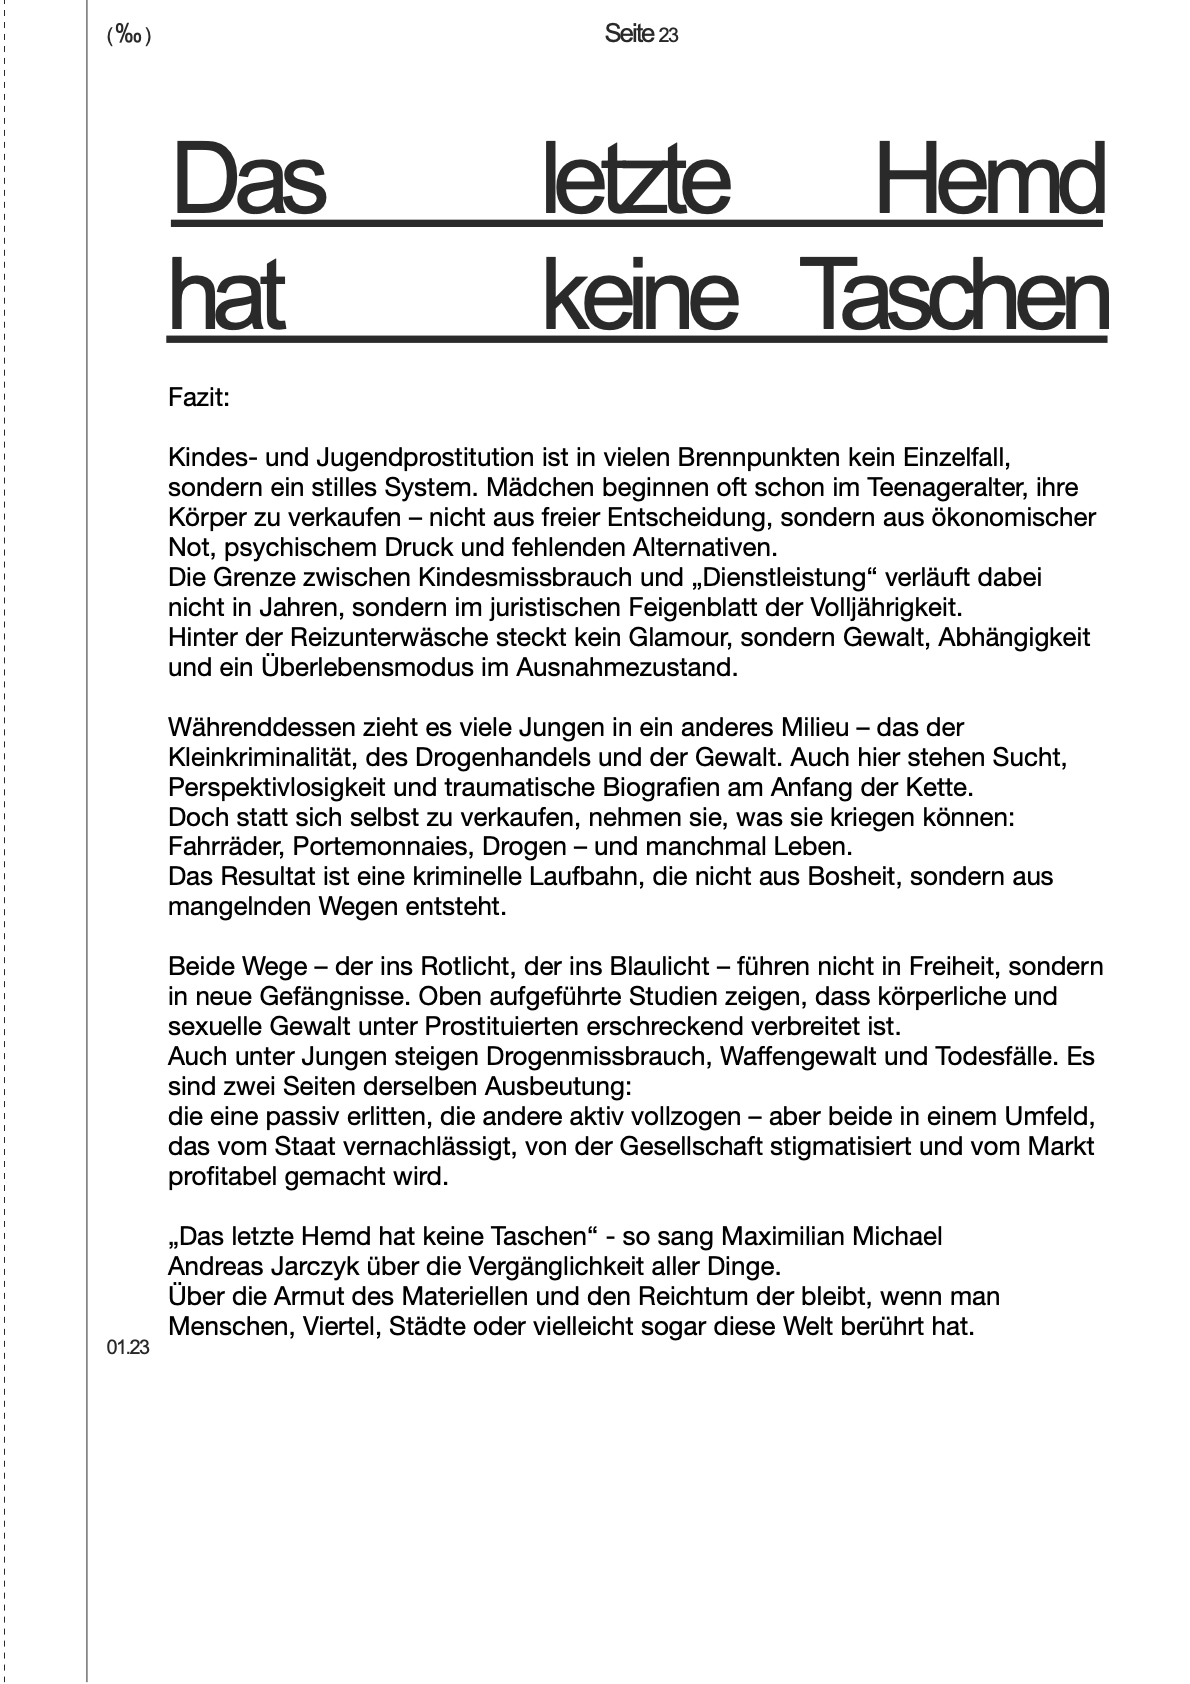 (‰)
Seite 23
Das letzte Hemd
hat keine Taschen
Fazit:
Kindes- und Jugendprostitution ist in vielen Brennpunkten kein Einzelfall,
sondern ein stilles System. Mädchen beginnen oft schon im Teenageralter, ihre
Körper zu verkaufen – nicht aus freier Entscheidung, sondern aus ökonomischer
Not, psychischem Druck und fehlenden Alternativen.
Die Grenze zwischen Kindesmissbrauch und „Dienstleistung“ verläuft dabei
nicht in Jahren, sondern im juristischen Feigenblatt der Volljährigkeit.
Hinter der Reizunterwäsche steckt kein Glamour, sondern Gewalt, Abhängigkeit
und ein Überlebensmodus im Ausnahmezustand.
Währenddessen zieht es viele Jungen in ein anderes Milieu – das der
Kleinkriminalität, des Drogenhandels und der Gewalt. Auch hier stehen Sucht,
Perspektivlosigkeit und traumatische Biografien am Anfang der Kette.
Doch statt sich selbst zu verkaufen, nehmen sie, was sie kriegen können:
Fahrräder, Portemonnaies, Drogen – und manchmal Leben.
Das Resultat ist eine kriminelle Laufbahn, die nicht aus Bosheit, sondern aus
mangelnden Wegen entsteht.
Beide Wege – der ins Rotlicht, der ins Blaulicht – führen nicht in Freiheit, sondern
in neue Gefängnisse. Oben aufgeführte Studien zeigen, dass körperliche und
sexuelle Gewalt unter Prostituierten erschreckend verbreitet ist.
Auch unter Jungen steigen Drogenmissbrauch, Waffengewalt und Todesfälle. Es
sind zwei Seiten derselben Ausbeutung:
die eine passiv erlitten, die andere aktiv vollzogen – aber beide in einem Umfeld,
das vom Staat vernachlässigt, von der Gesellschaft stigmatisiert und vom Markt
profitabel gemacht wird.
„Das letzte Hemd hat keine Taschen“ - so sang Maximilian Michael
Andreas Jarczyk über die Vergänglichkeit aller Dinge.
Über die Armut des Materiellen und den Reichtum der bleibt, wenn man
Menschen, Viertel, Städte oder vielleicht sogar diese Welt berührt hat.
01.23